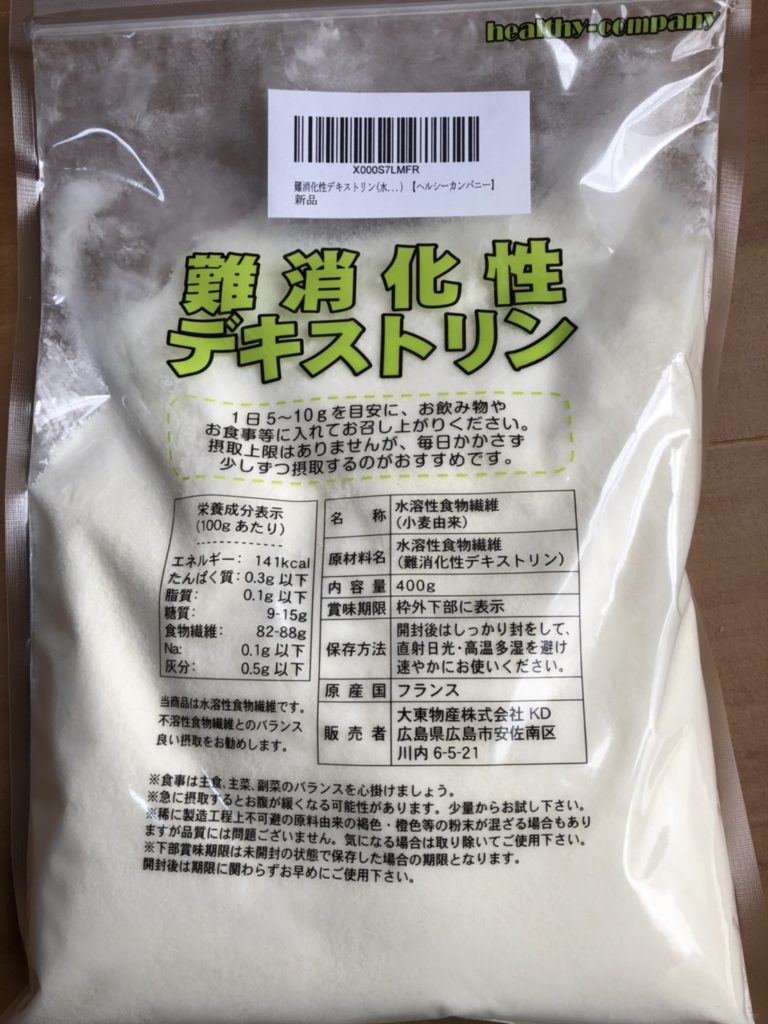 healthy-company
X000S7LMFR
難消化性デキストリン(水...) 【ヘルシーカンパニー】
新品
難消化性
デキストリン
1日5~10gを目安に、お飲み物や
お食事等に入れてお召し上がりください。
摂取上限はありませんが、毎日かかさず
少しずつ摂取するのがおすすめです。
栄養成分表示
(100gあたり)
エネルギー: 141kcal
たんぱく質: 0.3g 以下
脂質: 0.1g 以下
糖質: 9-15g
食物繊維: 82-88g
Na: 0.1g 以下
灰分: 0.5g 以下
当商品は水溶性食物繊維です。
不溶性食物繊維とのバランス
良い摂取をお勧めします。
名称 水溶性食物繊維
(小麦由来)
原材料名 水溶性食物繊維
(難消化性デキストリン)
内容量 400g
賞味期限 枠外下部に表示
保存方法 開封後はしっかり封をして、
直射日光・高温多湿を避け
速やかにお使いください。
原産国 フランス
販売者 大東物産株式会社 KD
広島県広島市安佐南区
川内 6-5-21
※食事は主食、主菜、副菜のバランスを心掛けましょう。
※急に摂取するとお腹が緩くなる可能性があります。少量からお試し下さい。
※稀に製造工程上不可避の原料由来の褐色・橙色等の粉末が混ざる場合もあり
ますが品質には問題ございません。気になる場合は取り除いてご使用下さい。
※下部賞味期限は未開封の状態で保存した場合の期限となります。
開封後は期限に関わらずお早めにご使用下さい。